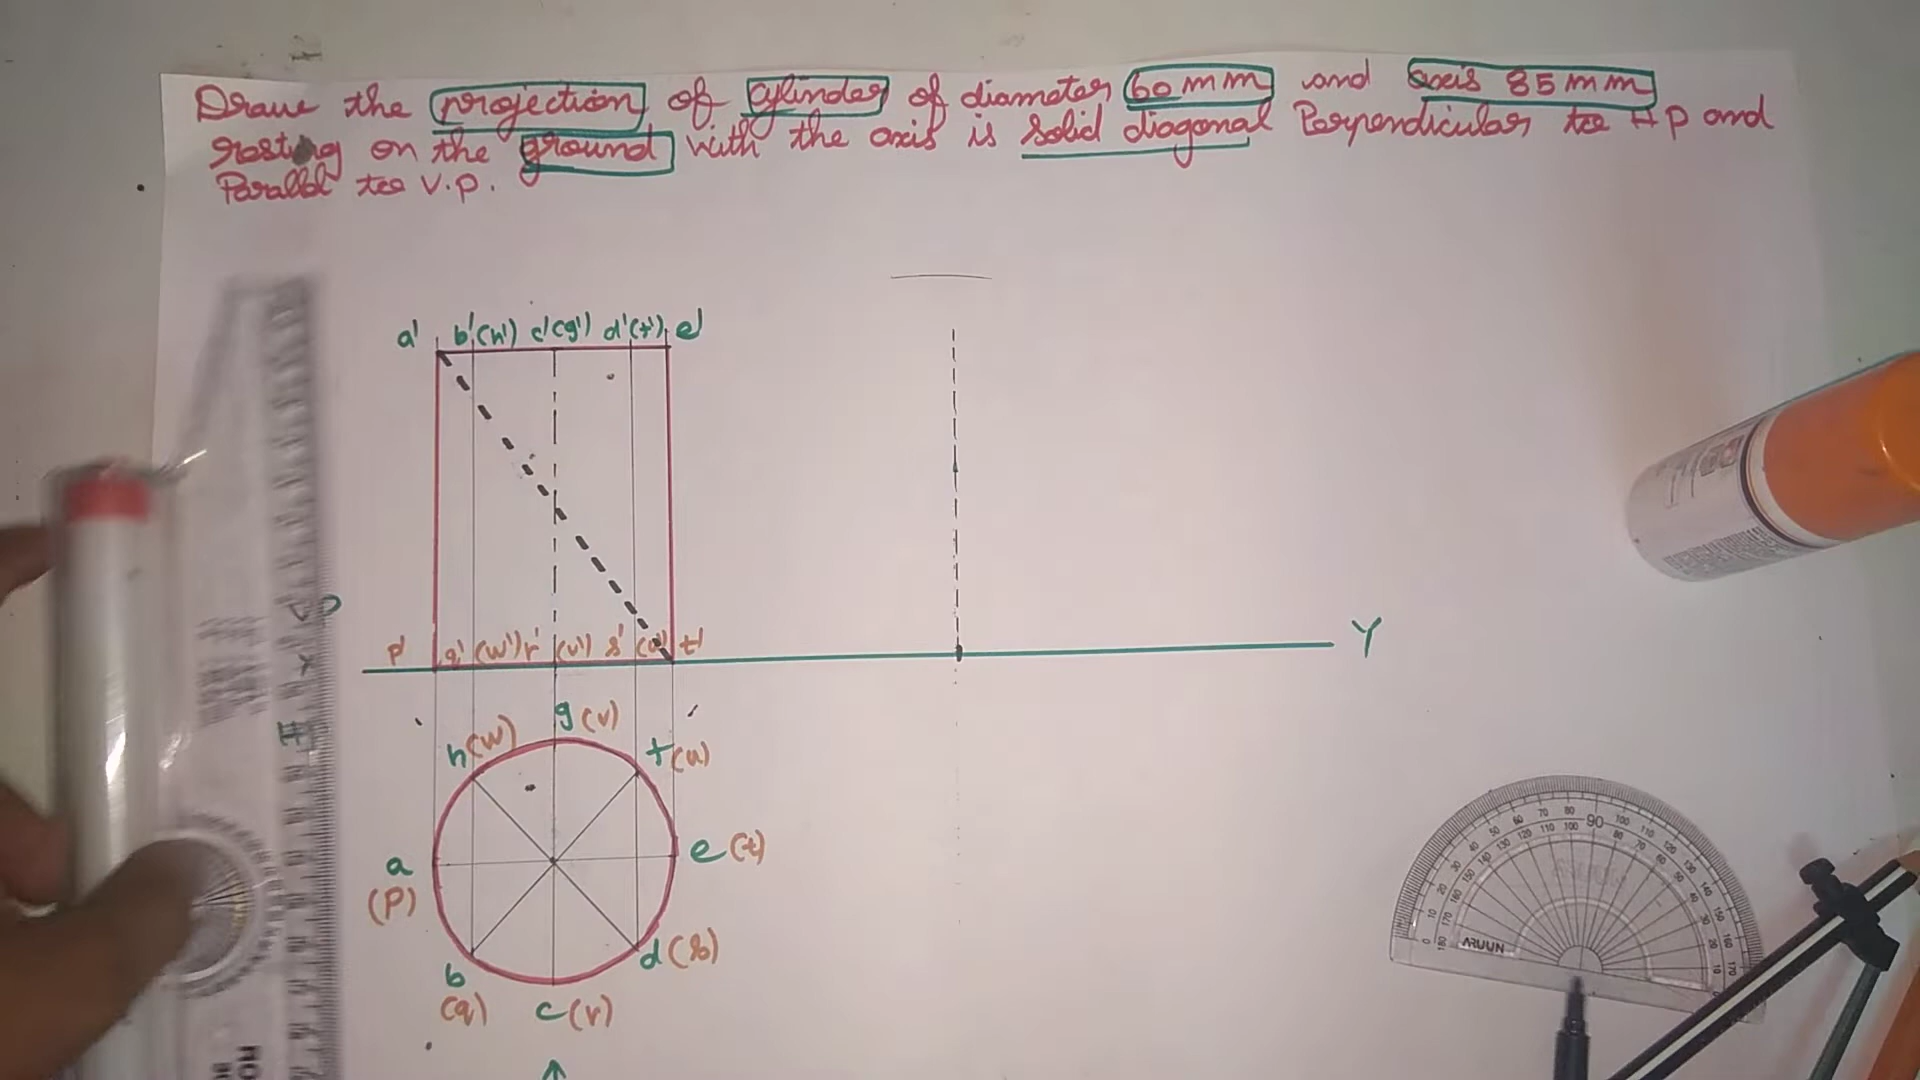 Draw the projection of cylinder of diameter 60 mm and axis 85 mm
resting on the ground with the axis is solid diagonal Perpendicular to H p and
Parallel to V.P.
a' b'(h') c'(g') d'(f') e'
p' q' (w') r' (v') s' (u') t'
Y
g (v)
h (w) f (u)
a e (t)
(P)
b d (s)
(q) c (r)
ARUUN